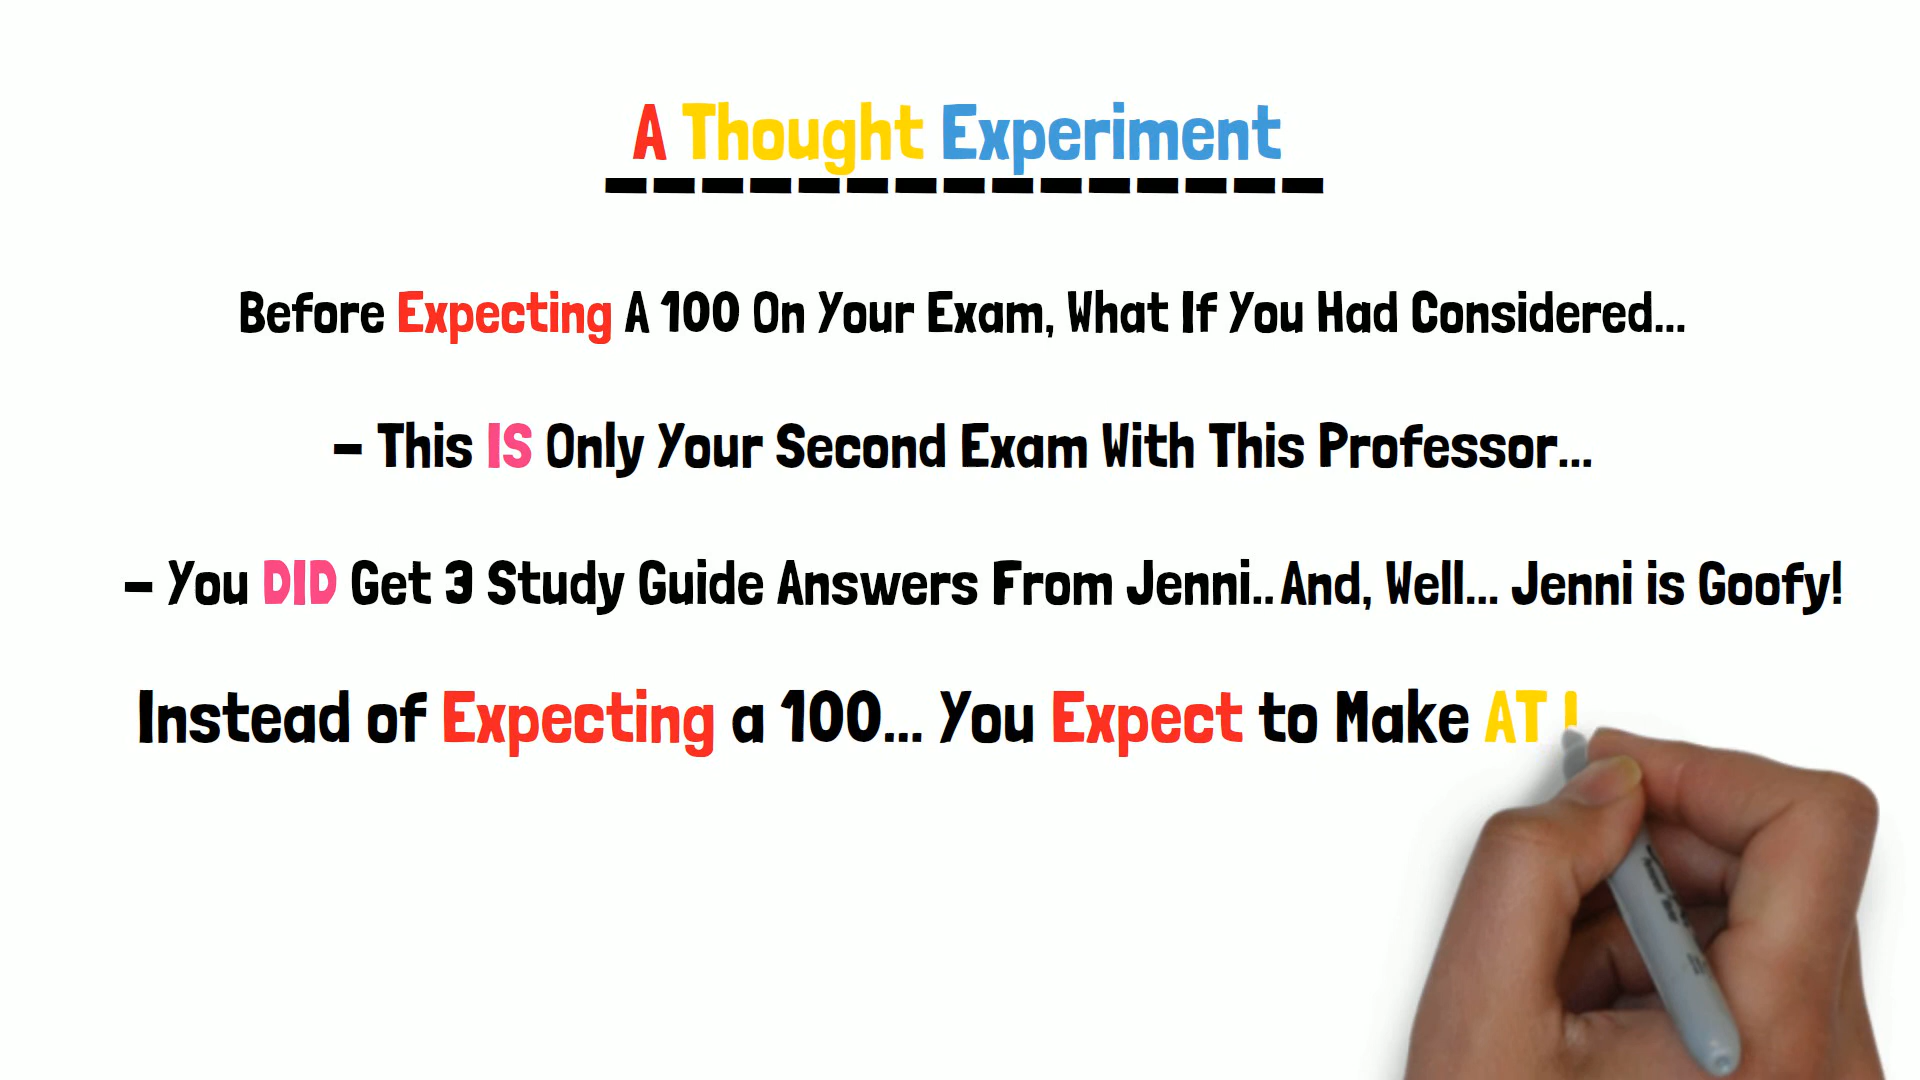 A Thought Experiment
Before Expecting A 100 On Your Exam, What If You Had Considered...
- This IS Only Your Second Exam With This Professor...
- You DID Get 3 Study Guide Answers From Jenni.. And, Well... Jenni is Goofy!
Instead of Expecting a 100... You Expect to Make AT